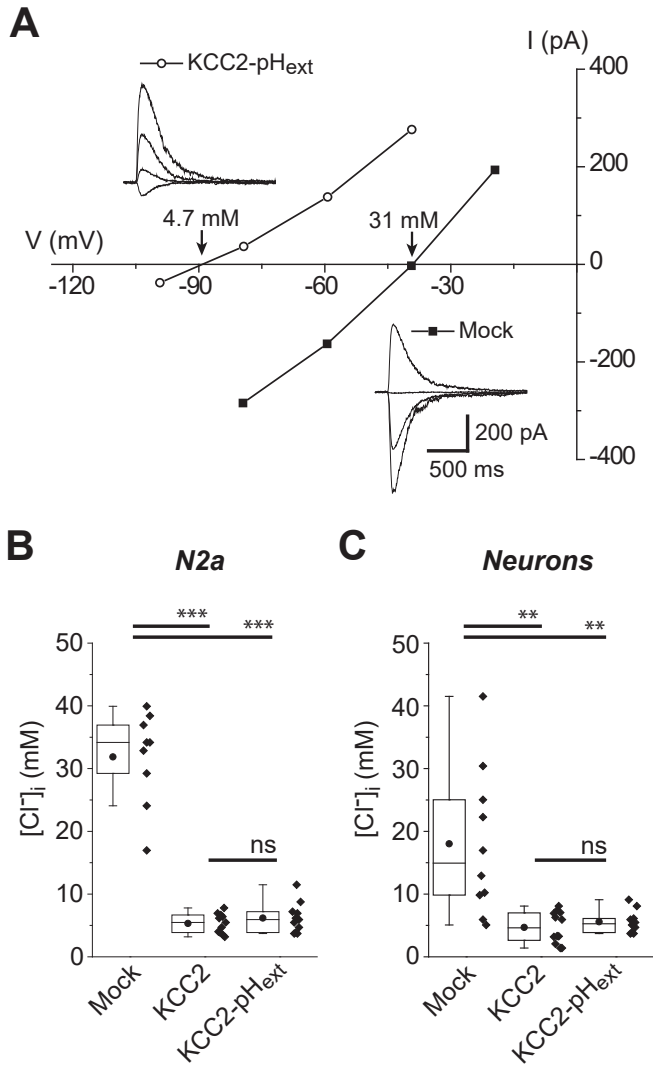 A
I (pA)
KCC2-pHext
400
200
4.7 mM
31 mM
V (mV)
0
-120
-90
-60
-30
Mock
-200
200 pA
500 ms
-400
B
N2a
***
***
50
40
30
20
10
0
[Cl⁻]i (mM)
ns
Mock
KCC2
KCC2-pHext
C
Neurons
**
**
50
40
30
20
10
0
[Cl⁻]i (mM)
ns
Mock
KCC2
KCC2-pHext